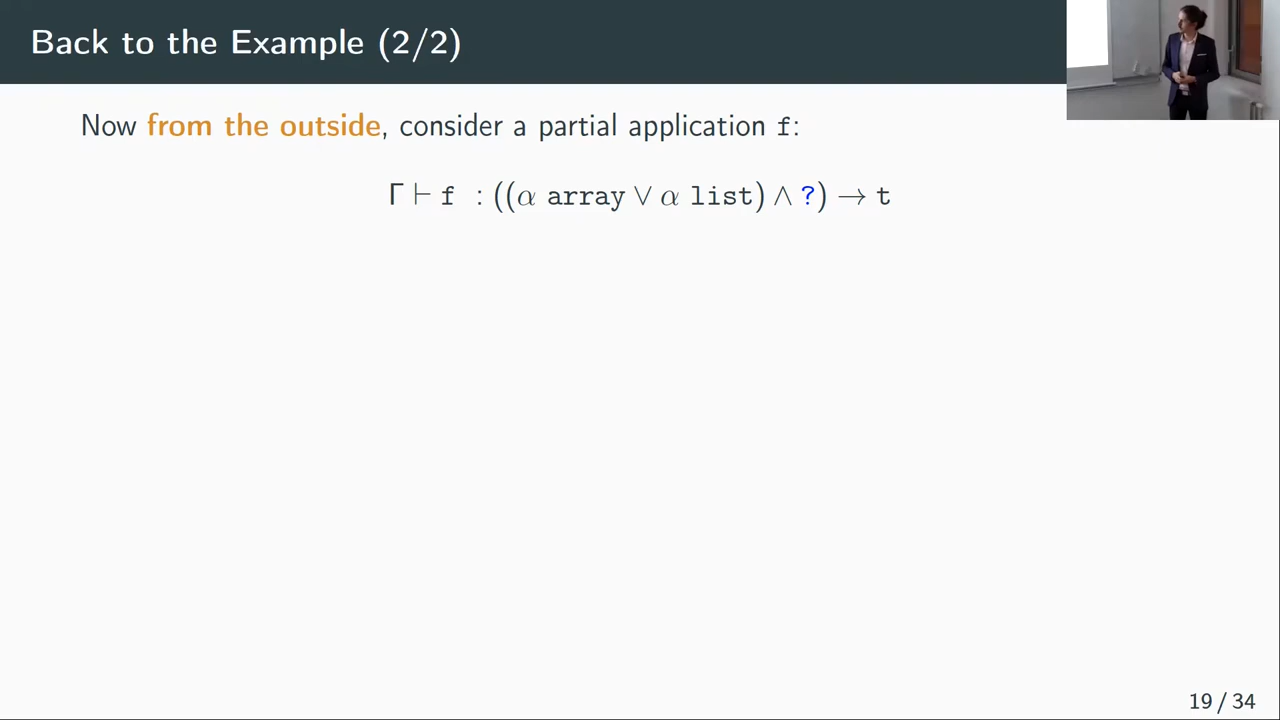 Back to the Example (2/2)
Now from the outside, consider a partial application f:
Γ ⊢ f : ((α array ∨ α list) ∧ ?) → t
19 / 34